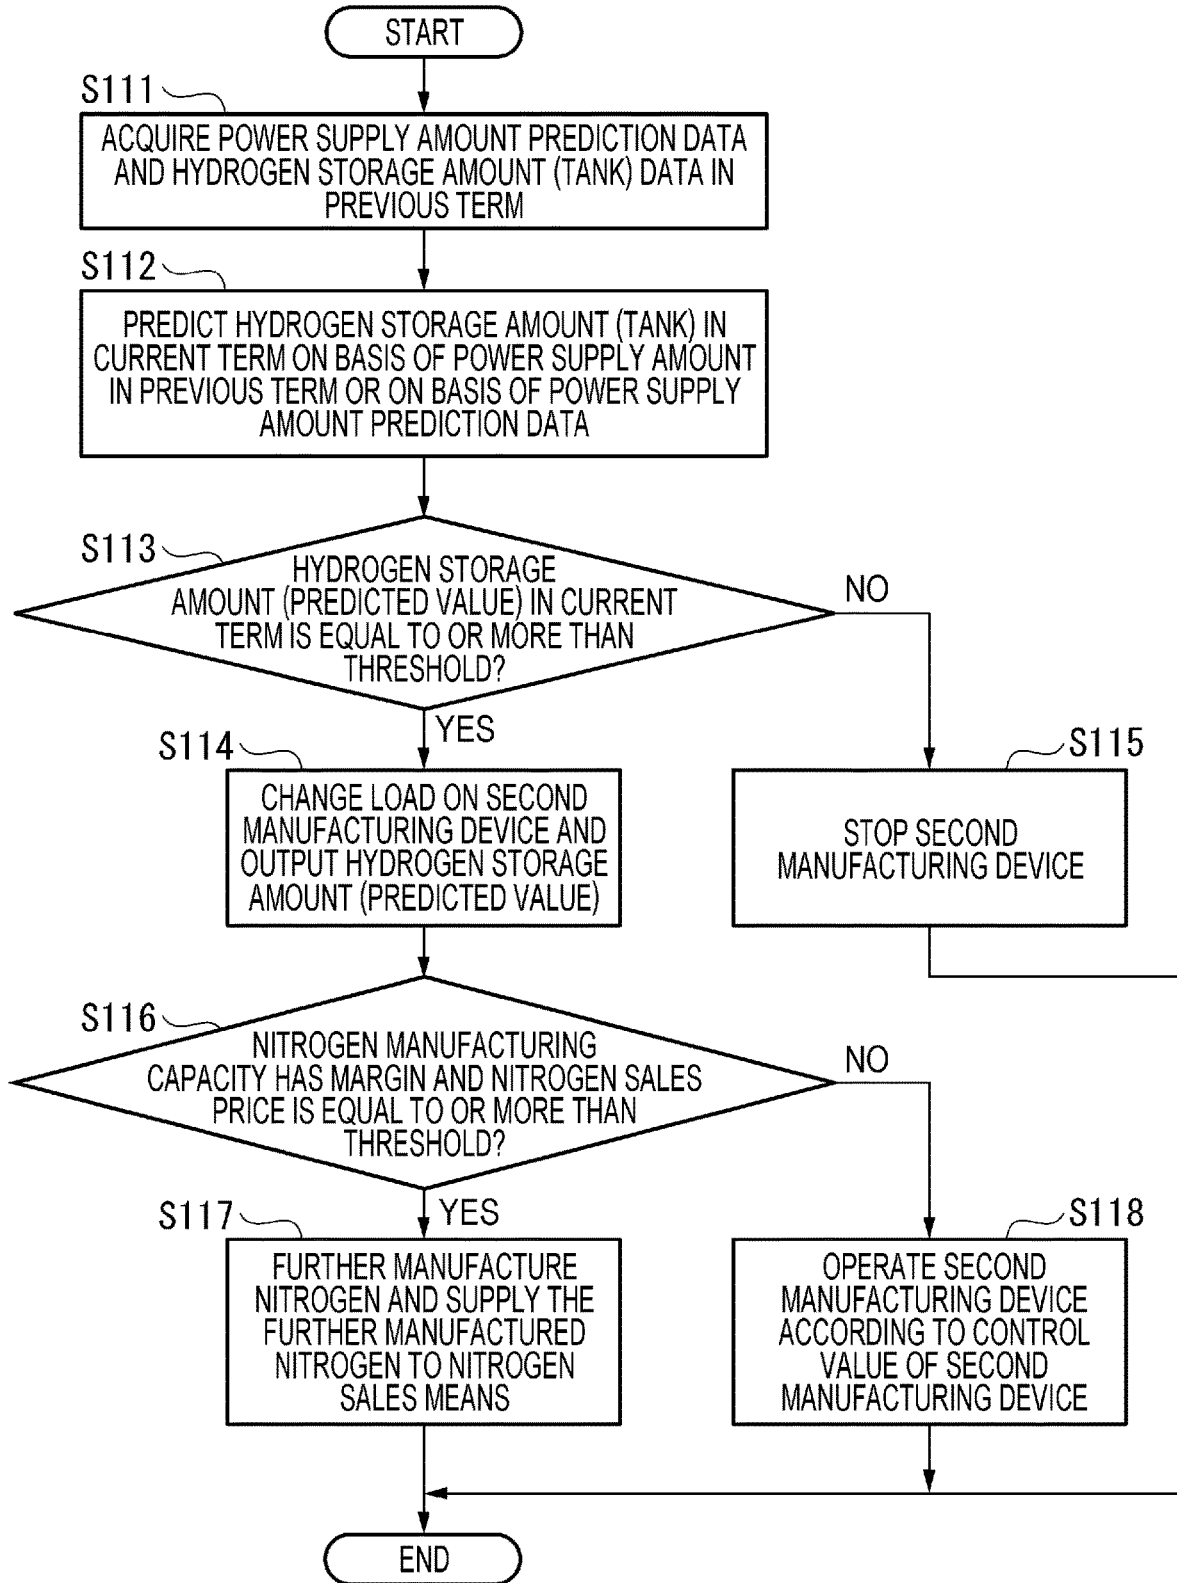 START
S111
ACQUIRE POWER SUPPLY AMOUNT PREDICTION DATA
AND HYDROGEN STORAGE AMOUNT (TANK) DATA IN
PREVIOUS TERM
S112
PREDICT HYDROGEN STORAGE AMOUNT (TANK) IN
CURRENT TERM ON BASIS OF POWER SUPPLY AMOUNT
IN PREVIOUS TERM OR ON BASIS OF POWER SUPPLY
AMOUNT PREDICTION DATA
S113
HYDROGEN STORAGE
AMOUNT (PREDICTED VALUE) IN CURRENT
TERM IS EQUAL TO OR MORE THAN
THRESHOLD?
NO
YES
S114
CHANGE LOAD ON SECOND
MANUFACTURING DEVICE AND
OUTPUT HYDROGEN STORAGE
AMOUNT (PREDICTED VALUE)
S115
STOP SECOND
MANUFACTURING DEVICE
S116
NITROGEN MANUFACTURING
CAPACITY HAS MARGIN AND NITROGEN SALES
PRICE IS EQUAL TO OR MORE THAN
THRESHOLD?
NO
YES
S117
FURTHER MANUFACTURE
NITROGEN AND SUPPLY THE
FURTHER MANUFACTURED
NITROGEN TO NITROGEN
SALES MEANS
S118
OPERATE SECOND
MANUFACTURING DEVICE
ACCORDING TO CONTROL
VALUE OF SECOND
MANUFACTURING DEVICE
END